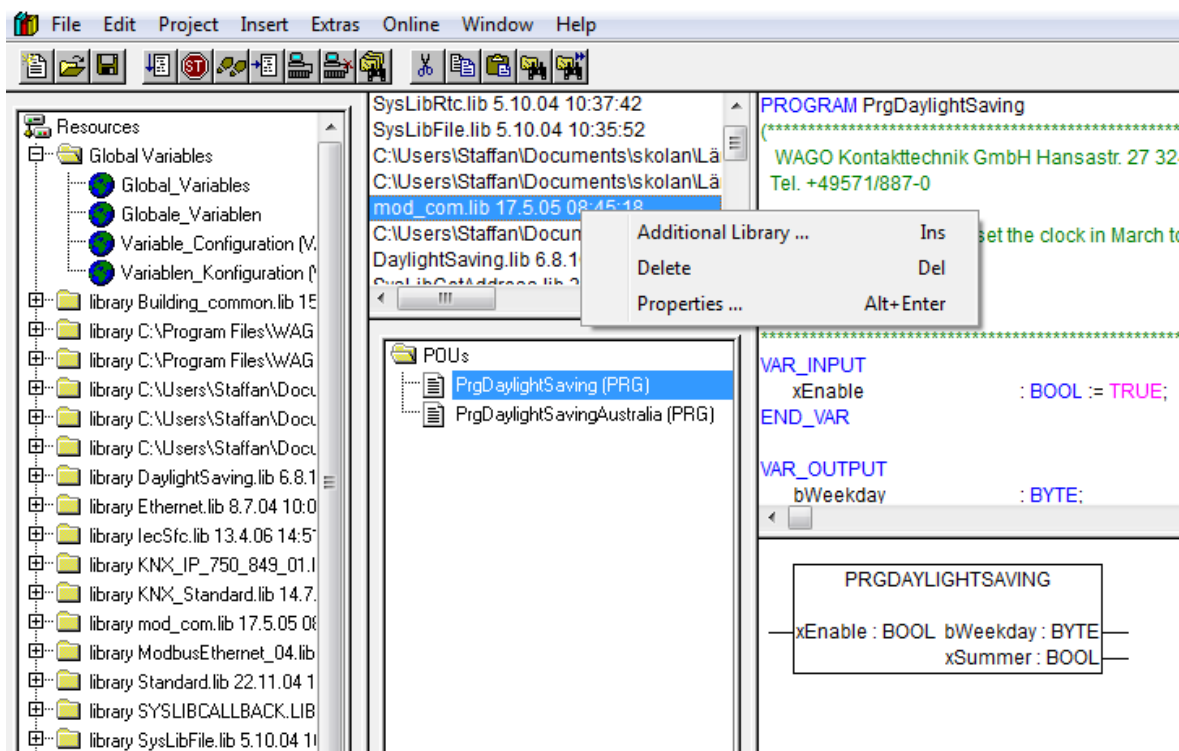 File Edit Project Insert Extras Online Window Help
Resources
Global Variables
Global_Variables
Globale_Variablen
Variable_Configuration (V
Variablen_Konfiguration (
library Building_common.lib 15
library C:\Program Files\WAG
library C:\Program Files\WAG
library C:\Users\Staffan\Docu
library C:\Users\Staffan\Docu
library C:\Users\Staffan\Docu
library DaylightSaving.lib 6.8.1
library Ethernet.lib 8.7.04 10:0
library IecSfc.lib 13.4.06 14:5
library KNX_IP_750_849_01.l
library KNX_Standard.lib 14.7.
library mod_com.lib 17.5.05 08
library ModbusEthernet_04.lib
library Standard.lib 22.11.04 1
library SYSLIBCALLBACK.LIB
library SysLibFile.lib 5.10.04 10
SysLibRtc.lib 5.10.04 10:37:42
SysLibFile.lib 5.10.04 10:35:52
C:\Users\Staffan\Documents\skolan\Lä
C:\Users\Staffan\Documents\skolan\Lä
mod_com.lib 17.5.05 08:45:18
C:\Users\Staffan\Docum
DaylightSaving.lib 6.8.1
SysLibGetAddress.lib 2
Additional Library ... Ins
Delete Del
Properties ... Alt+Enter
POUs
PrgDaylightSaving (PRG)
PrgDaylightSavingAustralia (PRG)
PROGRAM PrgDaylightSaving
(*****************************************************
WAGO Kontakttechnik GmbH Hansastr. 27 32
Tel. +49571/887-0
set the clock in March to
*****************************************************
VAR_INPUT
xEnable : BOOL := TRUE;
END_VAR
VAR_OUTPUT
bWeekday : BYTE;
PRGDAYLIGHTSAVING
xEnable : BOOL bWeekday : BYTE
xSummer : BOOL